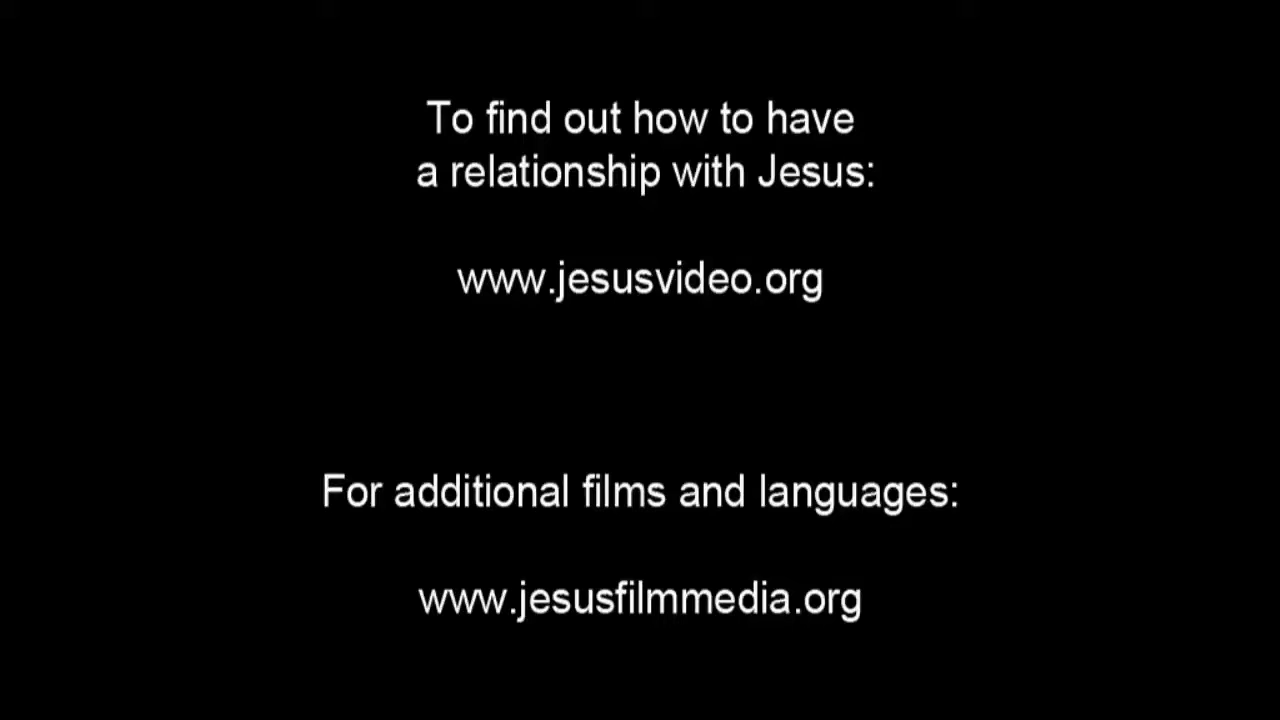 To find out how to have
a relationship with Jesus:
www.jesusvideo.org
For additional films and languages:
www.jesusfilmmedia.org